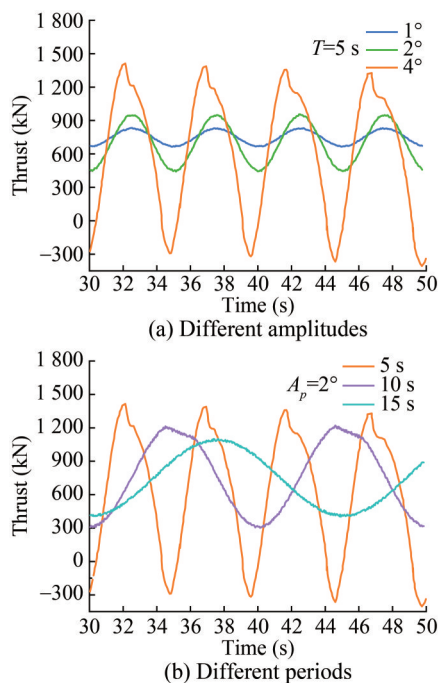 1 800
1 500
1 200
900
600
300
0
−300
Thrust (kN)
T=5 s
1°
2°
4°
30 32 34 36 38 40 42 44 46 48 50
Time (s)
(a) Different amplitudes
1 800
1 500
1 200
900
600
300
0
−300
Thrust (kN)
Ap=2°
5 s
10 s
15 s
30 32 34 36 38 40 42 44 46 48 50
Time (s)
(b) Different periods